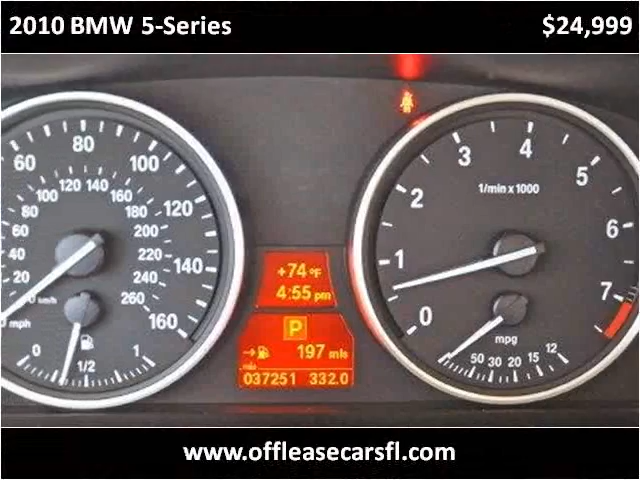 2010 BMW 5-Series $24,999
60 80 100 120 140 160
20 40 60 80 100 120 140 160 180 200 220 240 260
km/h
mph
0 1/2 1
+74 °F
4:55 pm
P
197 mls
mls
037251 332.0
0 1 2 3 4 5 6 7
1/min x 1000
mpg
50 30 20 15 12
www.offleasecarsfl.com